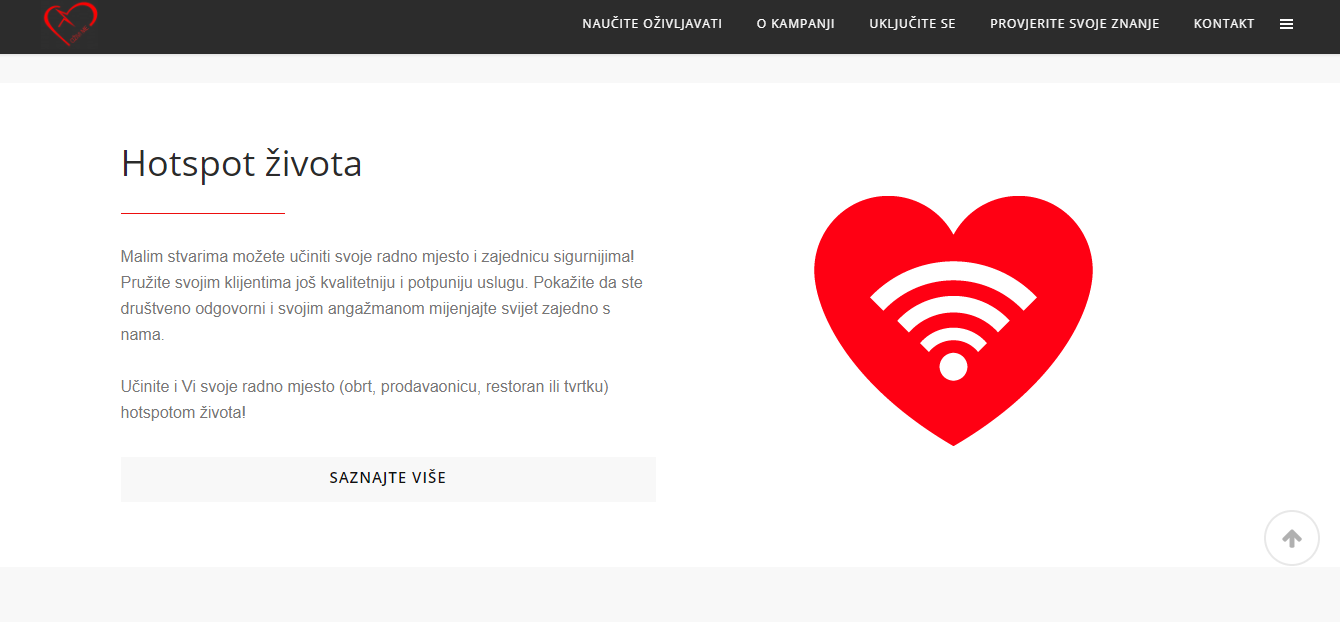 NAUČITE OŽIVLJAVATI
O KAMPANJI
UKLJUČITE SE
PROVJERITE SVOJE ZNANJE
KONTAKT
Hotspot života
Malim stvarima možete učiniti svoje radno mjesto i zajednicu sigurnijima!
Pružite svojim klijentima još kvalitetniju i potpuniju uslugu. Pokažite da ste
društveno odgovorni i svojim angažmanom mijenjajte svijet zajedno s
nama.
Učinite i Vi svoje radno mjesto (obrt, prodavaonicu, restoran ili tvrtku)
hotspotom života!
SAZNAJTE VIŠE